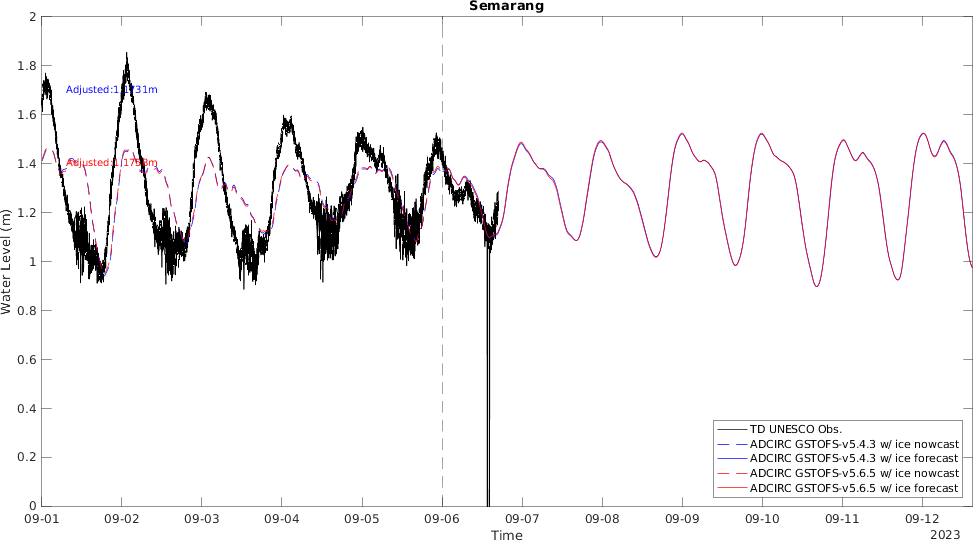 Semarang
2
1.8
1.6
1.4
1.2
1
0.8
0.6
0.4
0.2
0
Water Level (m)
Adjusted:1.1731m
TD UNESCO Obs.
ADCIRC GSTOFS-v5.4.3 w/ ice nowcast
ADCIRC GSTOFS-v5.4.3 w/ ice forecast
ADCIRC GSTOFS-v5.6.5 w/ ice nowcast
ADCIRC GSTOFS-v5.6.5 w/ ice forecast
09-01 09-02 09-03 09-04 09-05 09-06 09-07 09-08 09-09 09-10 09-11 09-12
Time
2023